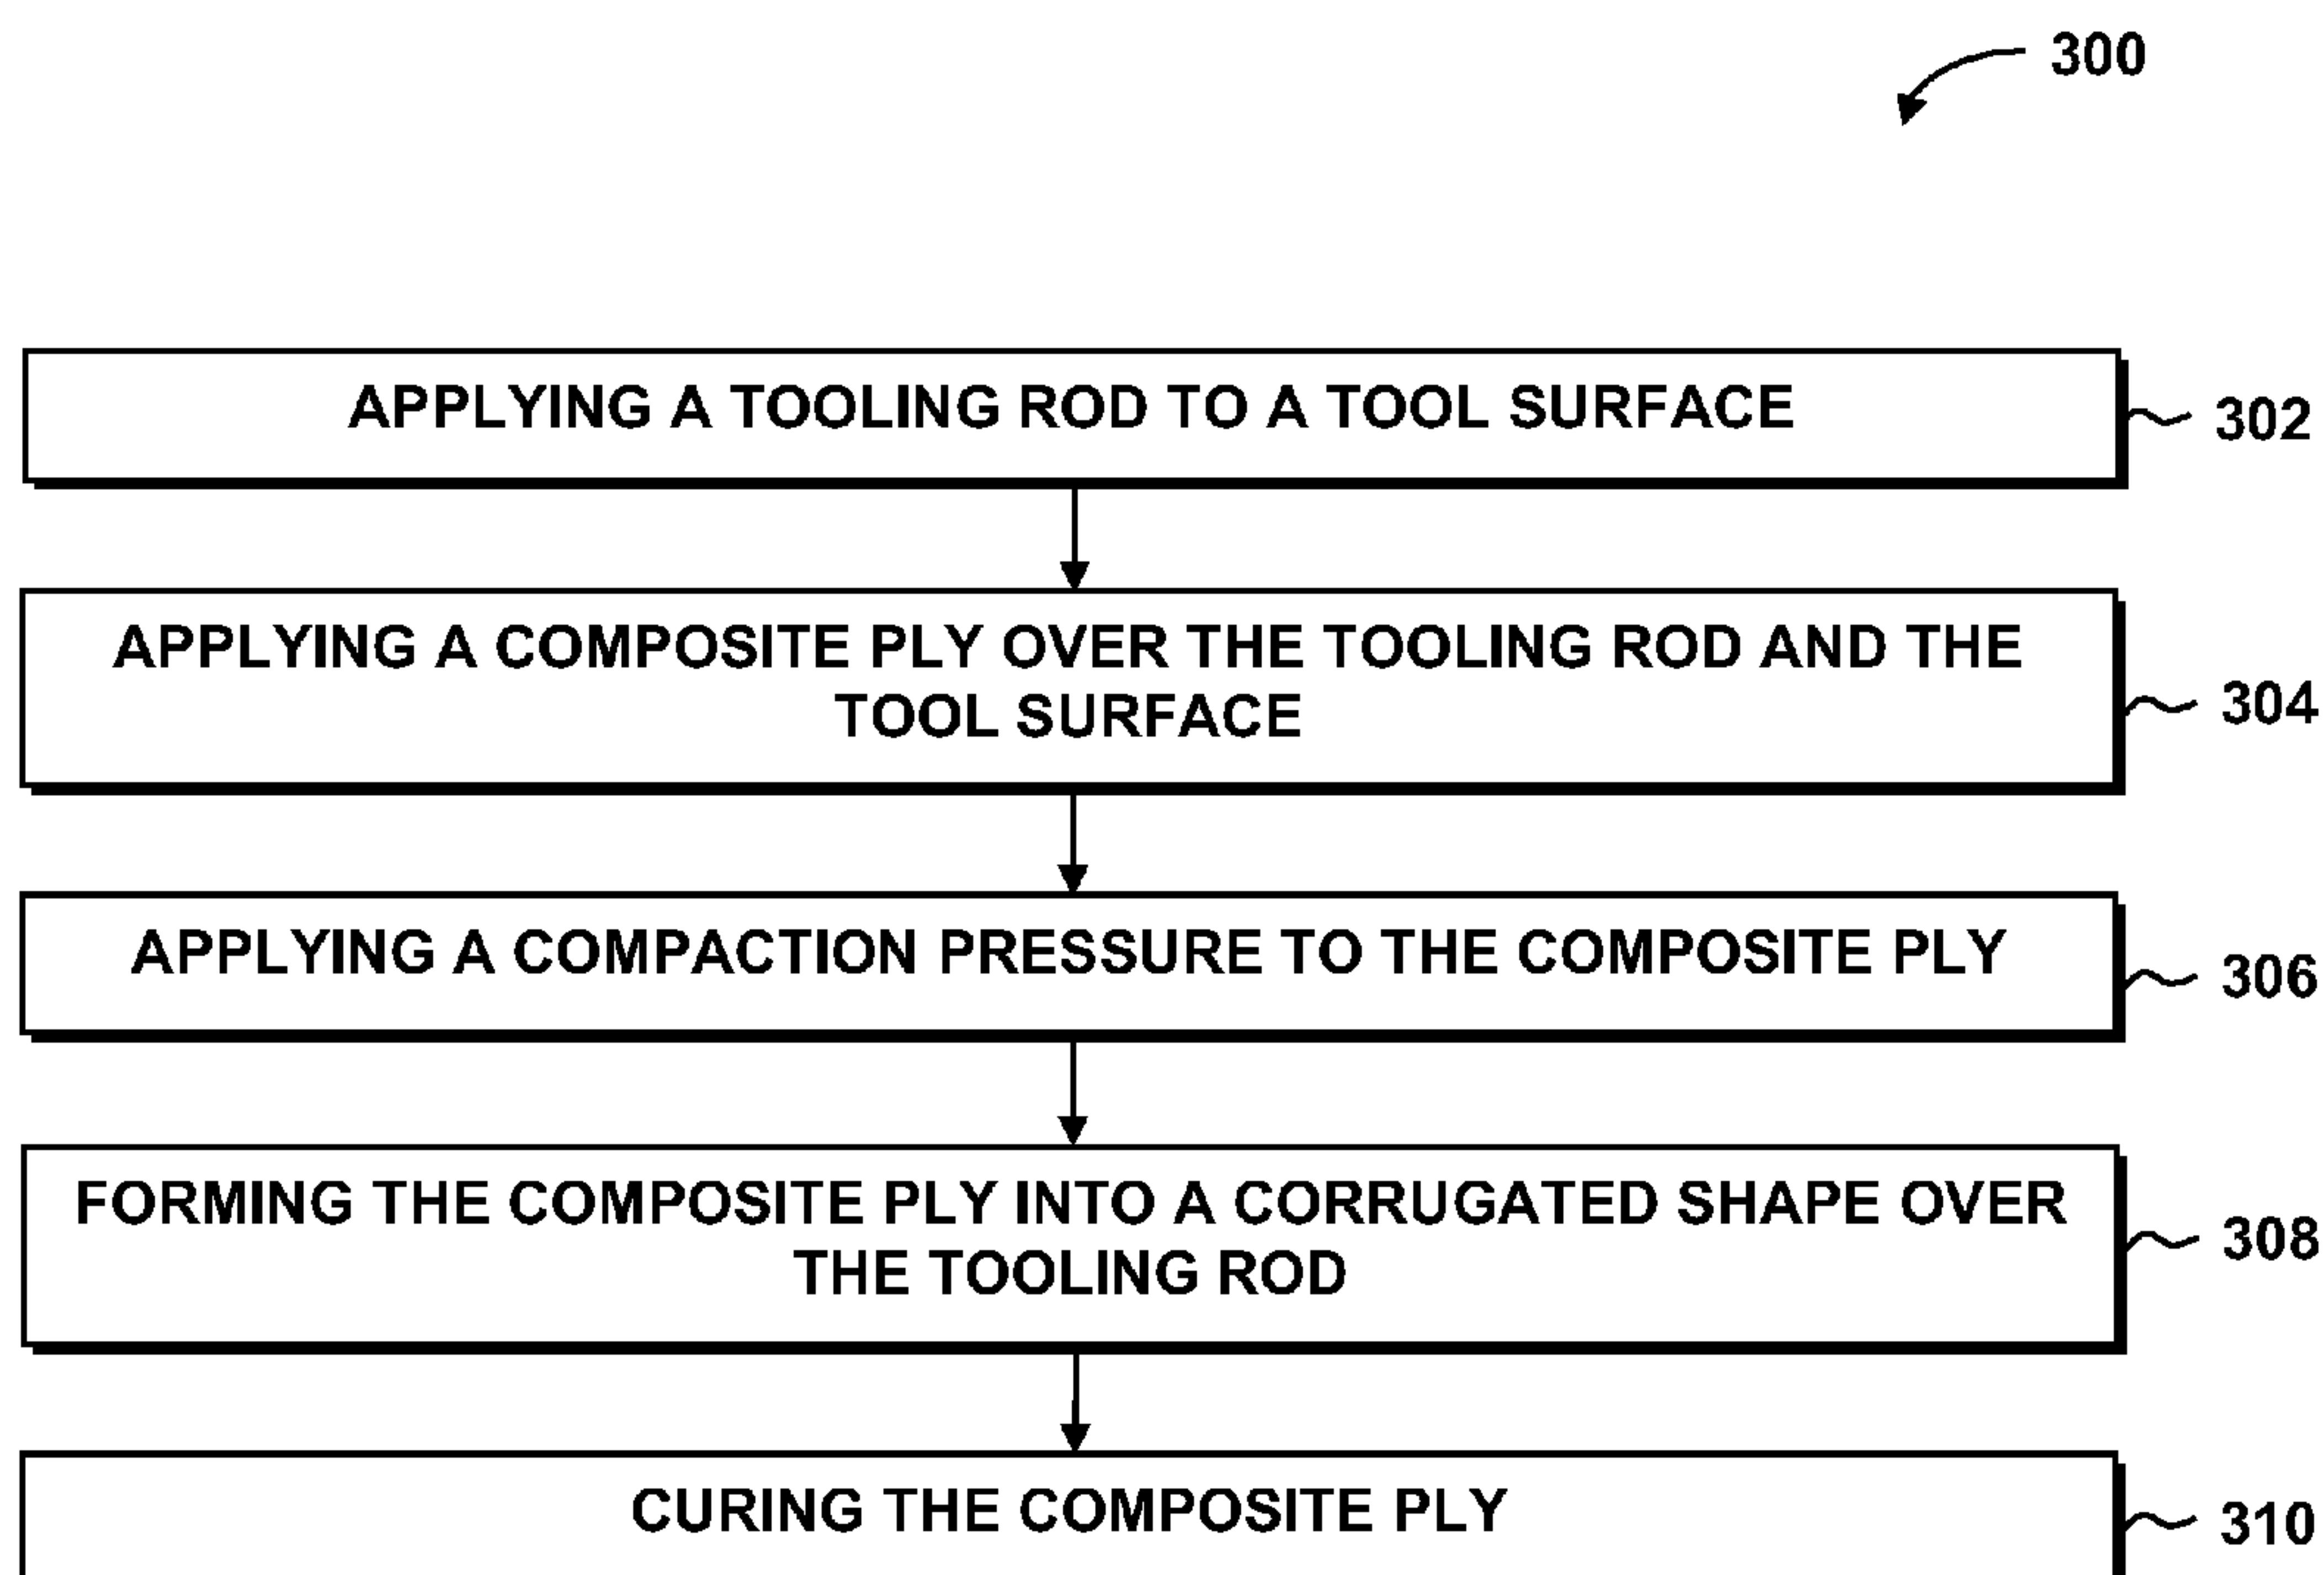 300
APPLYING A TOOLING ROD TO A TOOL SURFACE
302
APPLYING A COMPOSITE PLY OVER THE TOOLING ROD AND THE
TOOL SURFACE
304
APPLYING A COMPACTION PRESSURE TO THE COMPOSITE PLY
306
FORMING THE COMPOSITE PLY INTO A CORRUGATED SHAPE OVER
THE TOOLING ROD
308
CURING THE COMPOSITE PLY
310